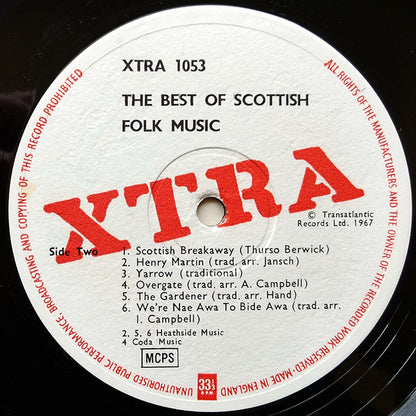 XTRA 1053
THE BEST OF SCOTTISH
FOLK MUSIC
XTRA
© Transatlantic
Records Ltd. 1967
Side Two
1. Scottish Breakaway (Thurso Berwick)
2. Henry Martin (trad. arr. Jansch)
3. Yarrow (traditional)
4. Overgate (trad. arr. A. Campbell)
5. The Gardener (trad. arr. Hand)
6. We're Nae Awa To Bide Awa (trad. arr.
I. Campbell)
2, 5, 6 Heathside Music
4 Coda Music
MCPS
33⅓
RPM
ALL RIGHTS OF THE MANUFACTURERS AND THE OWNER OF THE RECORDED WORK RESERVED·MADE IN ENGLAND
UNAUTHORISED PUBLIC PERFORMANCE, BROADCASTING AND COPYING OF THIS RECORD PROHIBITED